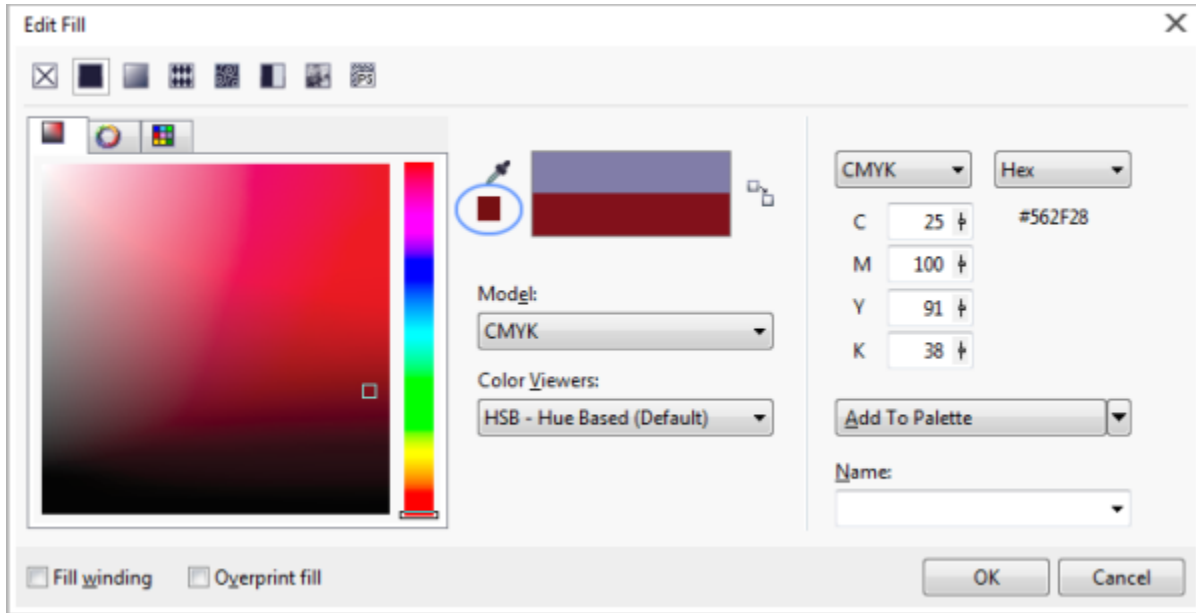 Edit Fill
PS
CMYK
Hex
C 25
#562F28
M 100
Y 91
K 38
Model:
CMYK
Color Viewers:
HSB - Hue Based (Default)
Add To Palette
Name:
Fill winding
Overprint fill
OK
Cancel